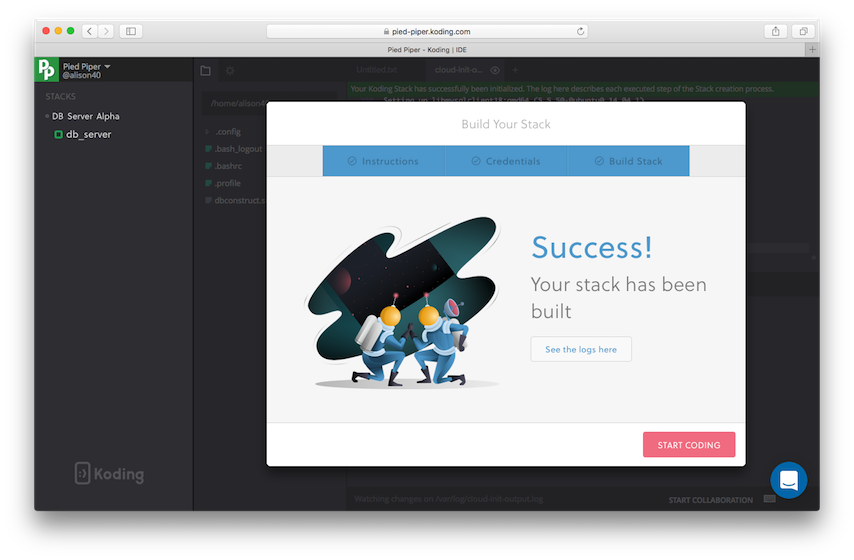 pied-piper.koding.com
Pied Piper - Koding | IDE
Pied Piper
@alison40
STACKS
DB Server Alpha
db_server
Koding
Untitled.txt
cloud-init-o...
Your Koding Stack has successfully been initialized. The log here describes each executed step of the Stack creation process.
/home/alison4
.config
.bash_logout
.bashrc
.profile
dbconstruct.s
Build Your Stack
Instructions
Credentials
Build Stack
Success!
Your stack has been
built
See the logs here
START CODING
Watching changes on /var/log/cloud-init-output.log
START COLLABORATION